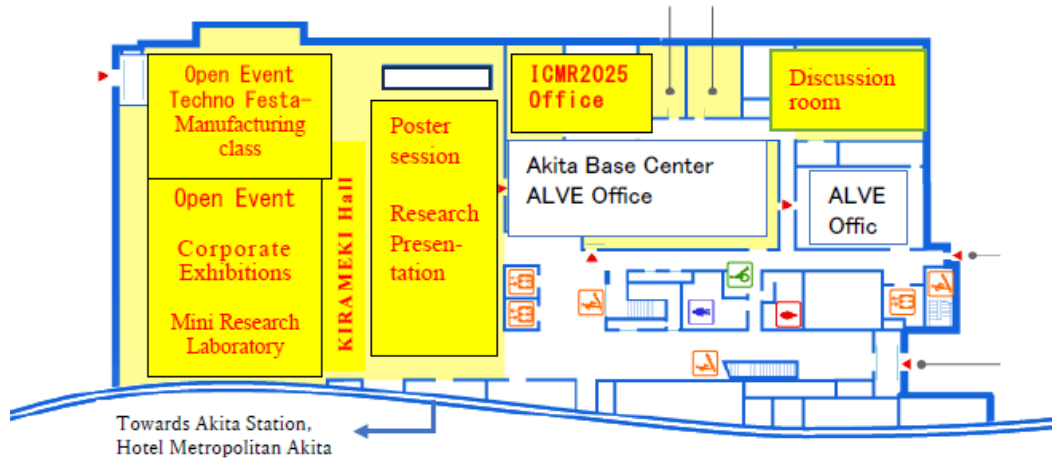 Open Event
Techno Festa-
Manufacturing
class
Open Event
Corporate
Exhibitions
Mini Research
Laboratory
KIRAMEKI Hall
Poster
session
Research
Presen-
tation
ICMR2025
Office
Discussion
room
Akita Base Center
ALVE Office
ALVE
Offic
Towards Akita Station,
Hotel Metropolitan Akita